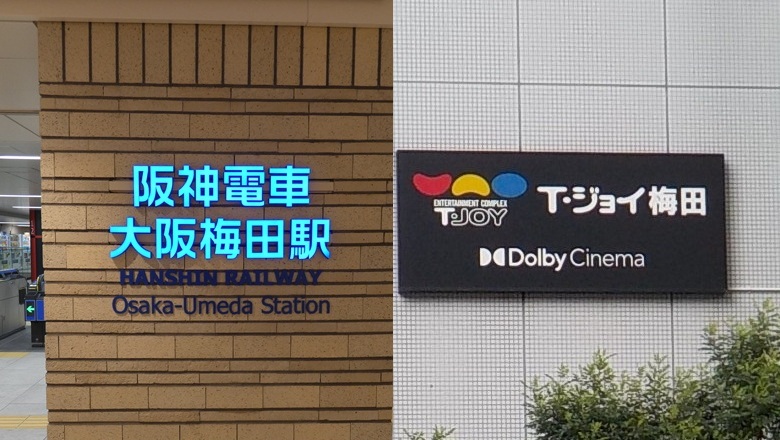 阪神電車
大阪梅田駅
HANSHIN RAILWAY
Osaka-Umeda Station
ENTERTAINMENT COMPLEX
T・JOY
T・ジョイ梅田
Dolby Cinema